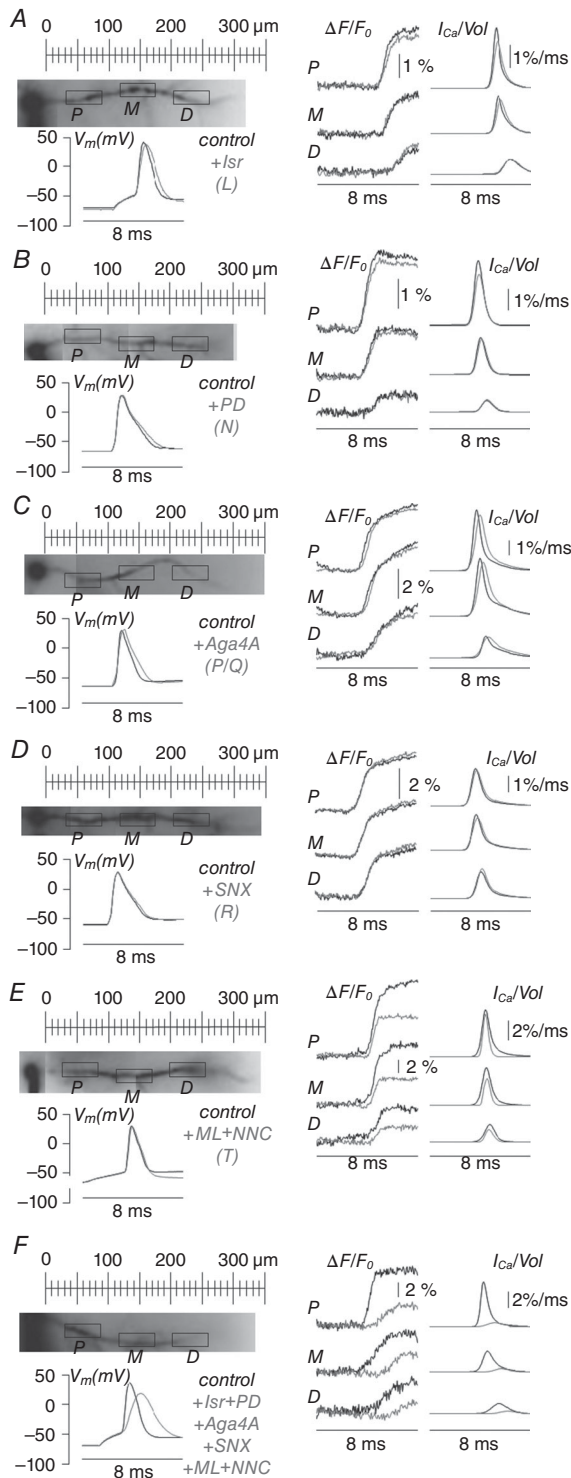 A
0 100 200 300 µm
P M D
Vm(mV)
50
0
−50
−100
control
+Isr
(L)
8 ms
ΔF/F0
P
M
D
1 %
8 ms
ICa/Vol
1%/ms
8 ms
B
0 100 200 300 µm
P M D
Vm(mV)
50
0
−50
−100
control
+PD
(N)
8 ms
ΔF/F0
P
M
D
1 %
8 ms
ICa/Vol
1%/ms
8 ms
C
0 100 200 300 µm
P M D
Vm(mV)
50
0
−50
−100
control
+Aga4A
(P/Q)
8 ms
ΔF/F0
P
M
D
2 %
8 ms
ICa/Vol
1%/ms
8 ms
D
0 100 200 300 µm
P M D
Vm(mV)
50
0
−50
−100
control
+SNX
(R)
8 ms
ΔF/F0
P
M
D
2 %
8 ms
ICa/Vol
1%/ms
8 ms
E
0 100 200 300 µm
P M D
Vm(mV)
50
0
−50
−100
control
+ML+NNC
(T)
8 ms
ΔF/F0
P
M
D
2 %
8 ms
ICa/Vol
2%/ms
8 ms
F
0 100 200 300 µm
P M D
Vm(mV)
50
0
−50
−100
control
+Isr+PD
+Aga4A
+SNX
+ML+NNC
8 ms
ΔF/F0
P
M
D
2 %
8 ms
ICa/Vol
2%/ms
8 ms